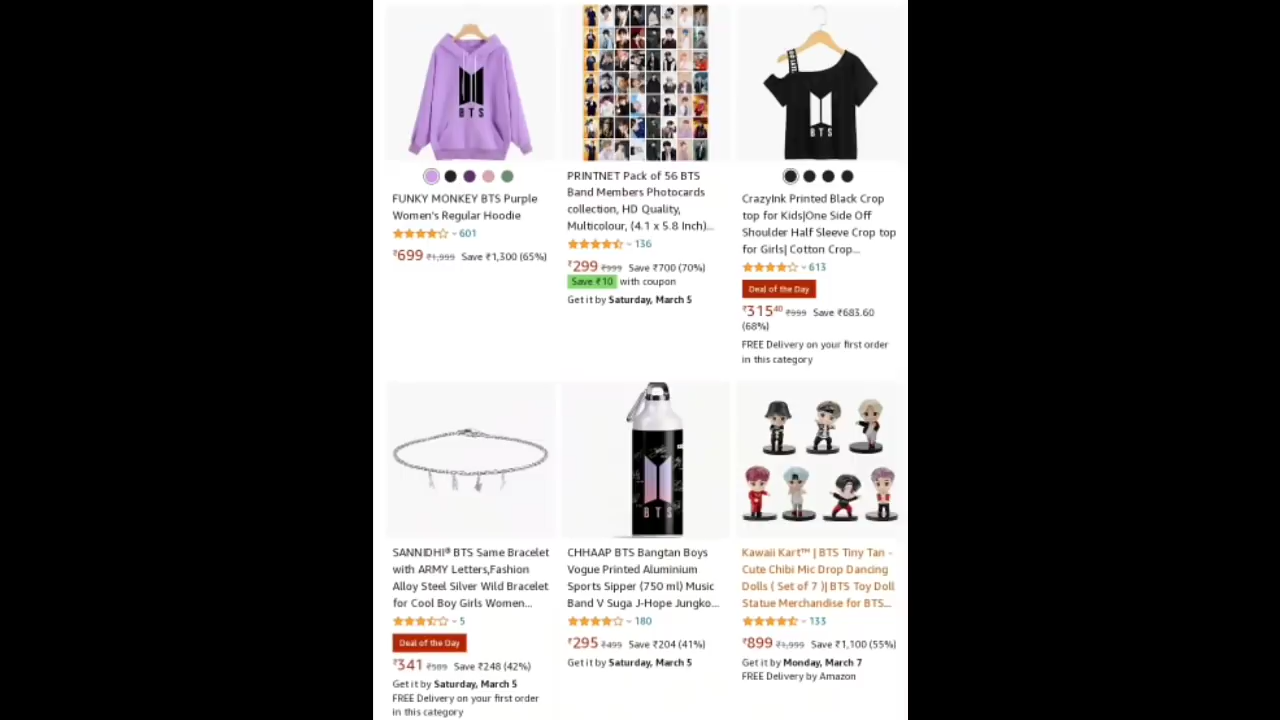 BTS
FUNKY MONKEY BTS Purple
Women's Regular Hoodie
601
₹699 ₹1,999 Save ₹1,300 (65%)
PRINTNET Pack of 56 BTS
Band Members Photocards
collection, HD Quality,
Multicolour, (4.1 x 5.8 Inch)...
136
₹299 ₹999 Save ₹700 (70%)
Save ₹10 with coupon
Get it by Saturday, March 5
BTS
CrazyInk Printed Black Crop
top for Kids|One Side Off
Shoulder Half Sleeve Crop top
for Girls| Cotton Crop...
613
Deal of the Day
₹315⁴⁰ ₹999 Save ₹683.60
(68%)
FREE Delivery on your first order
in this category
SANNIDHI® BTS Same Bracelet
with ARMY Letters,Fashion
Alloy Steel Silver Wild Bracelet
for Cool Boy Girls Women...
5
Deal of the Day
₹341 ₹589 Save ₹248 (42%)
Get it by Saturday, March 5
FREE Delivery on your first order
in this category
BTS
CHHAAP BTS Bangtan Boys
Vogue Printed Aluminium
Sports Sipper (750 ml) Music
Band V Suga J-Hope Jungko...
180
₹295 ₹499 Save ₹204 (41%)
Get it by Saturday, March 5
Kawaii Kart™ | BTS Tiny Tan -
Cute Chibi Mic Drop Dancing
Dolls ( Set of 7 )| BTS Toy Doll
Statue Merchandise for BTS...
133
₹899 ₹1,999 Save ₹1,100 (55%)
Get it by Monday, March 7
FREE Delivery by Amazon